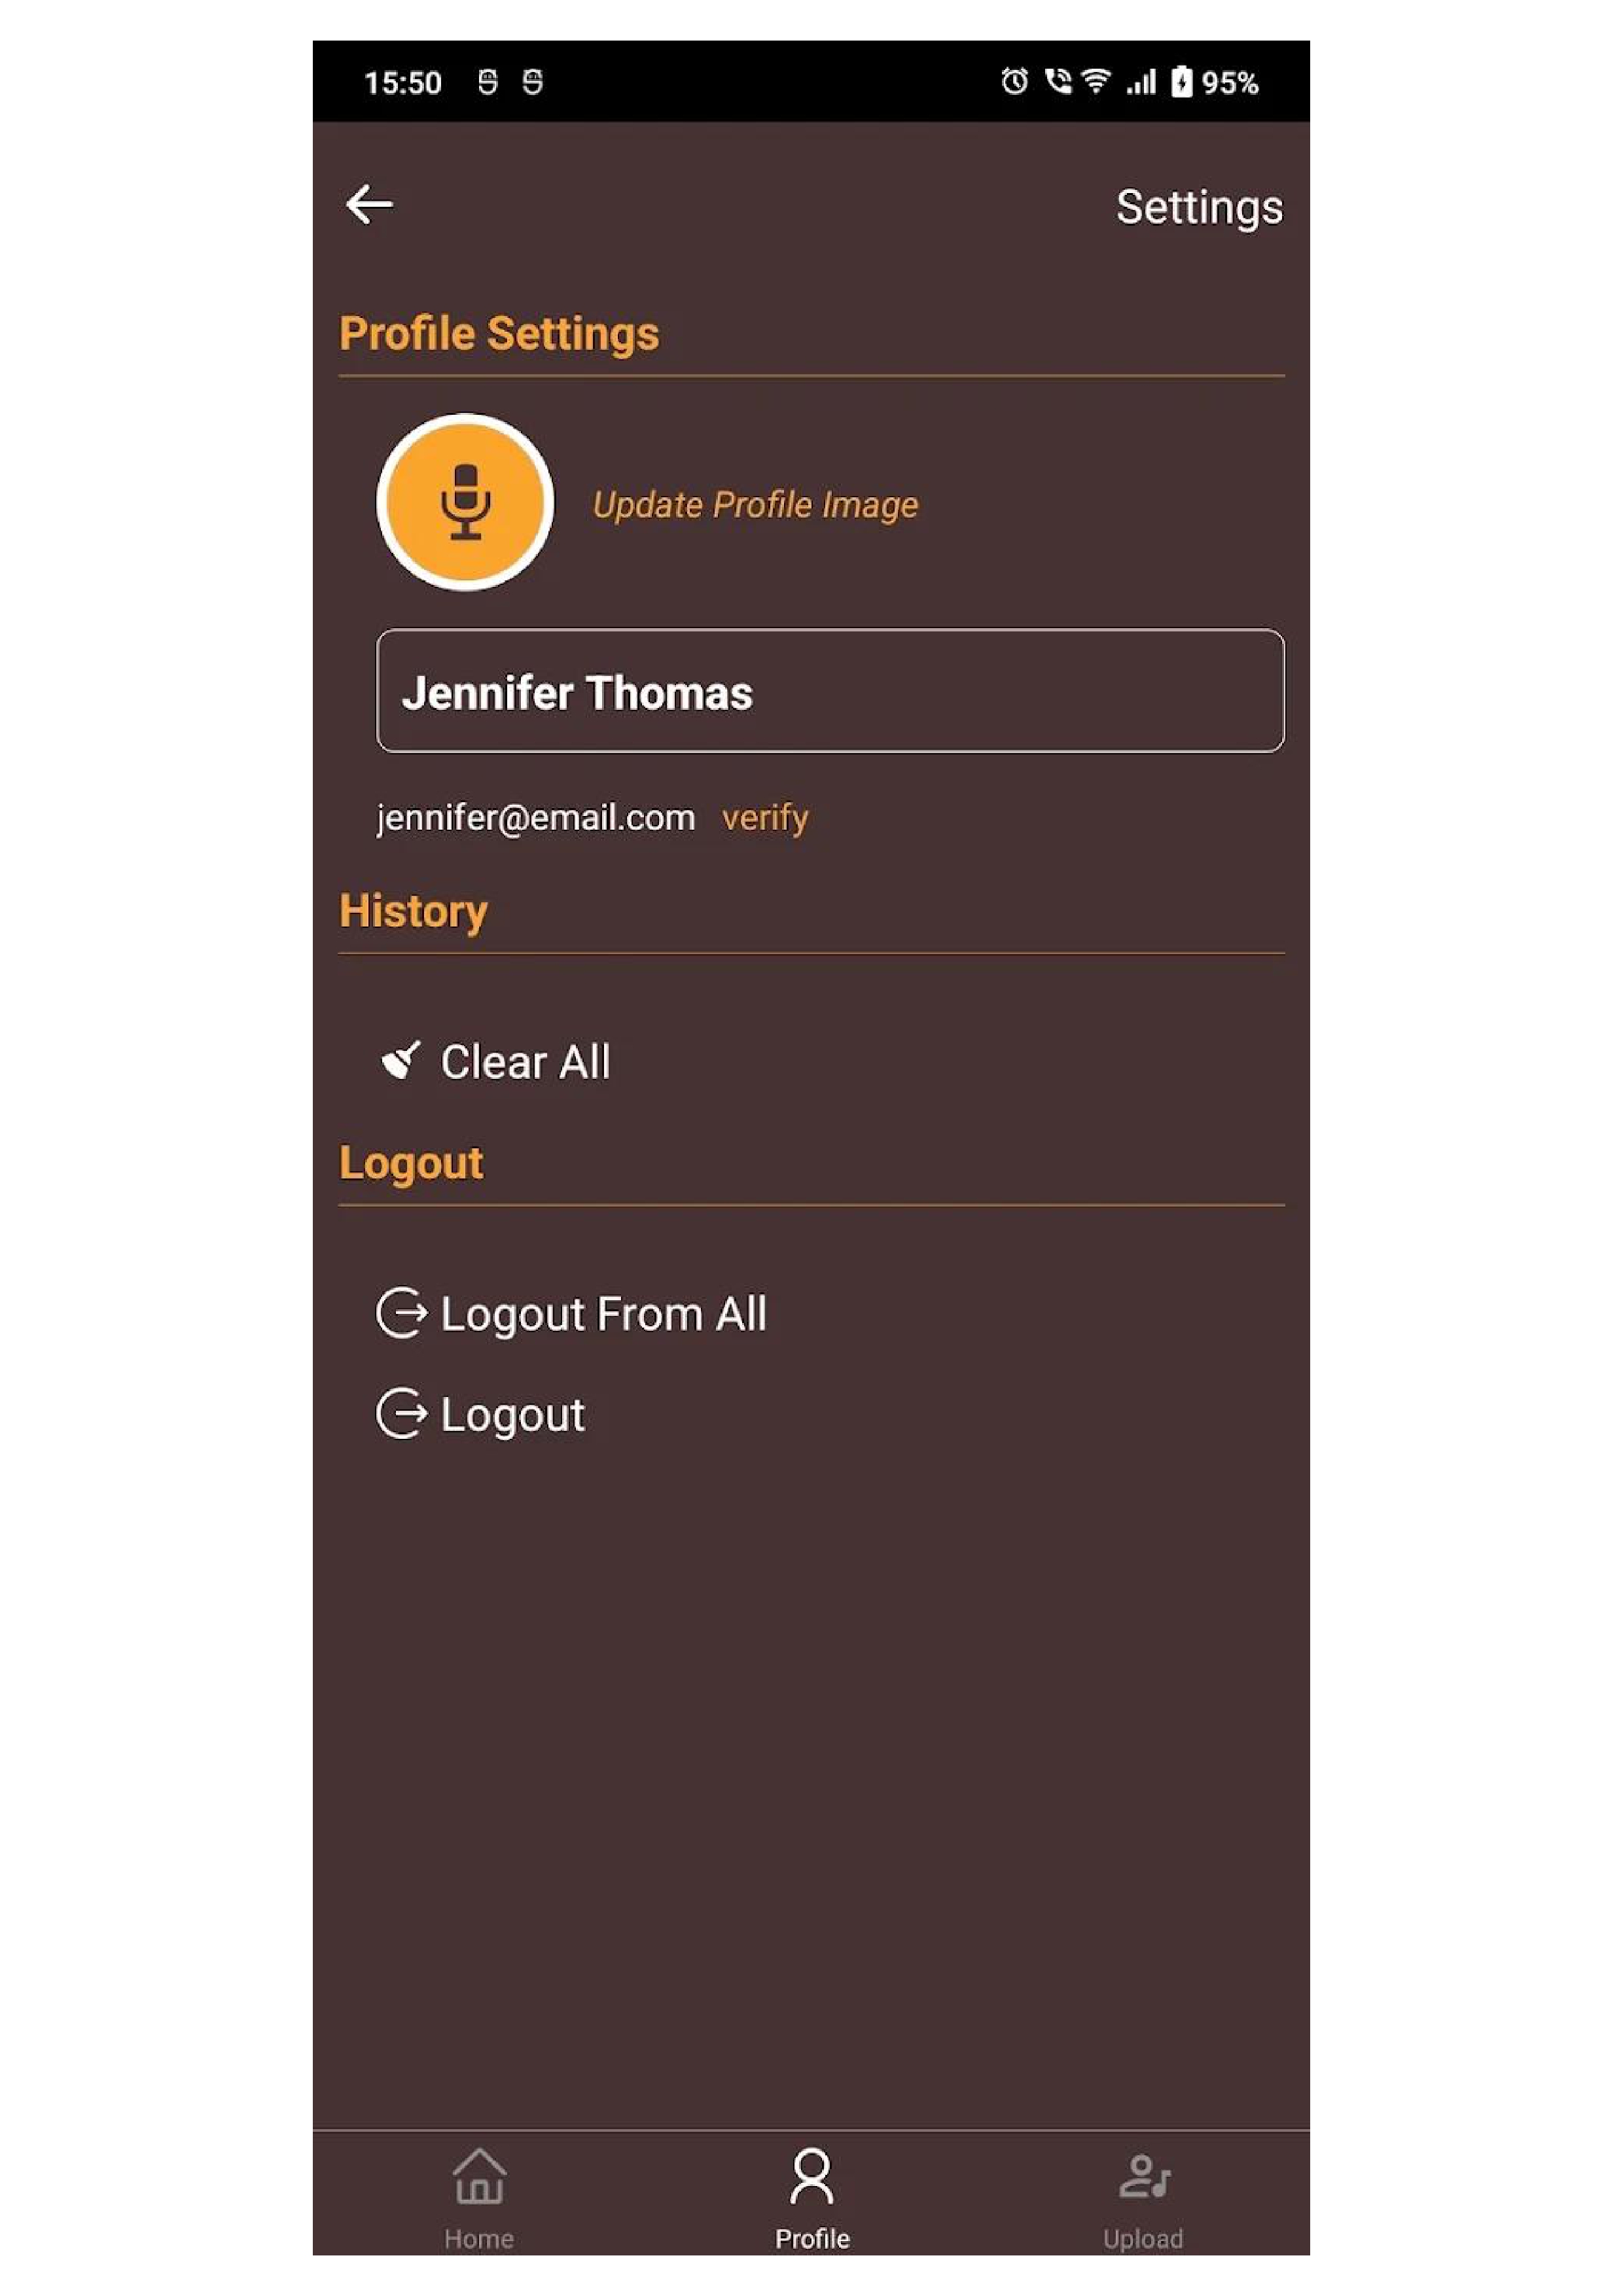 15:50 95%
Settings
Profile Settings
Update Profile Image
Jennifer Thomas
jennifer@email.com verify
History
Clear All
Logout
Logout From All
Logout
Home Profile Upload